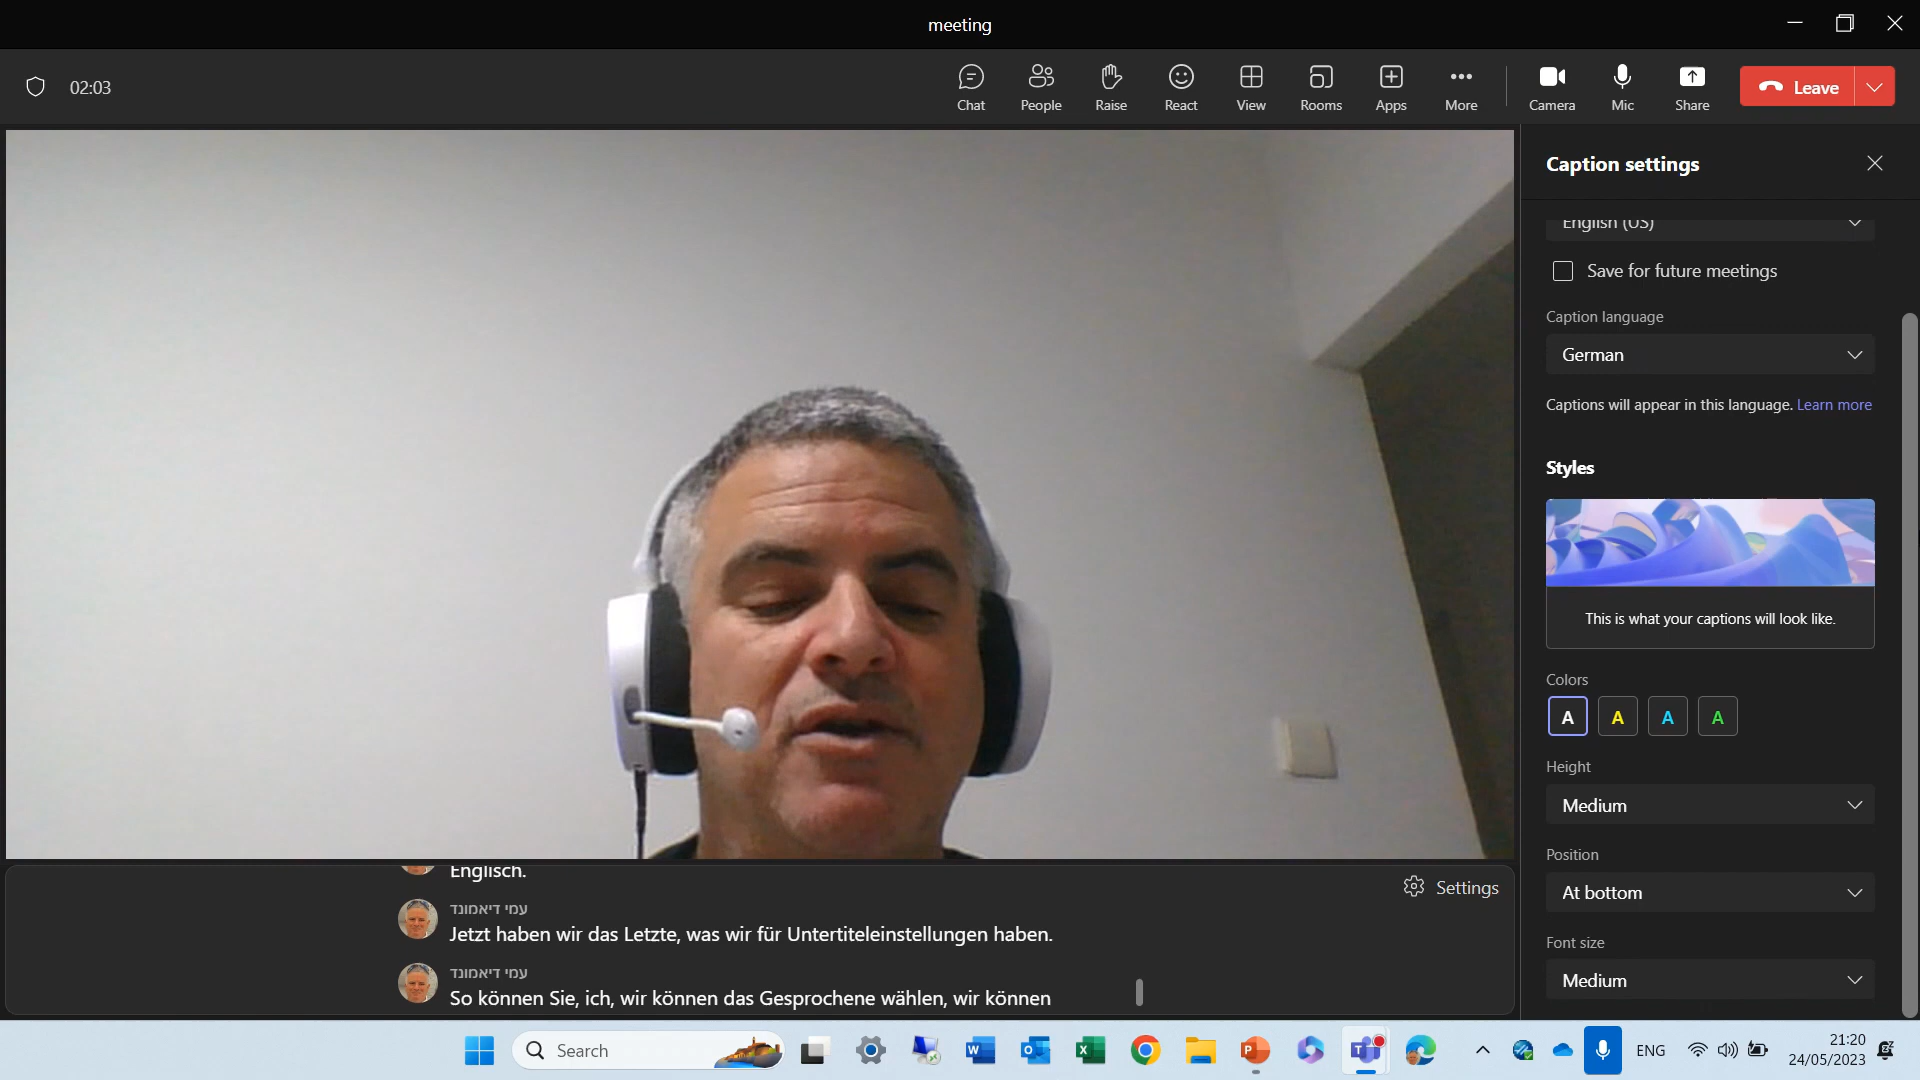 meeting
02:03
Chat
People
Raise
React
View
Rooms
Apps
More
Camera
Mic
Share
Leave
Caption settings
English (US)
Save for future meetings
Caption language
German
Captions will appear in this language. Learn more
Styles
This is what your captions will look like.
Colors
A A A A
Height
Medium
Position
At bottom
Font size
Medium
Englisch.
Settings
עמי דיאמונד
Jetzt haben wir das Letzte, was wir für Untertiteleinstellungen haben.
עמי דיאמונד
So können Sie, ich, wir können das Gesprochene wählen, wir können
Search
ENG
21:20
24/05/2023